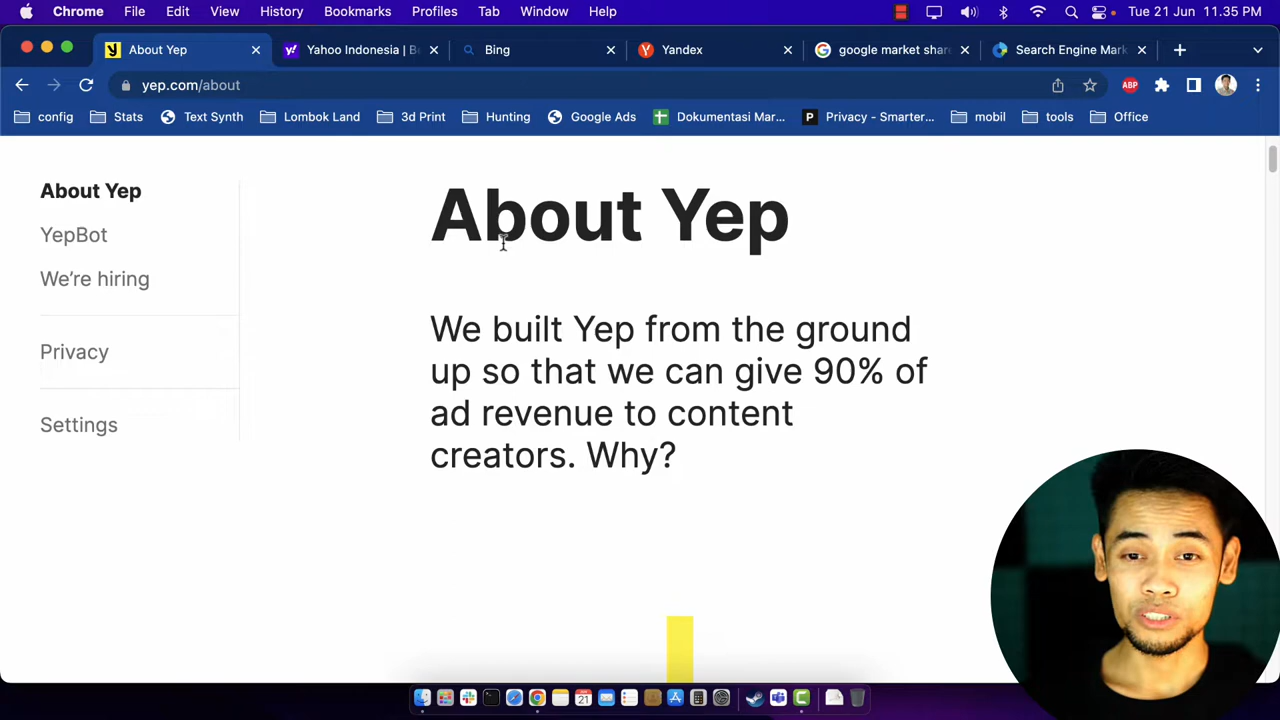 Chrome File Edit View History Bookmarks Profiles Tab Window Help Tue 21 Jun 11.35 PM
About Yep Yahoo Indonesia | Be Bing Yandex google market shar Search Engine Mark
yep.com/about ABP
config Stats Text Synth Lombok Land 3d Print Hunting Google Ads Dokumentasi Mar... Privacy - Smarter... mobil tools Office
About Yep
YepBot
We're hiring
Privacy
Settings
About Yep
We built Yep from the ground
up so that we can give 90% of
ad revenue to content
creators. Why?